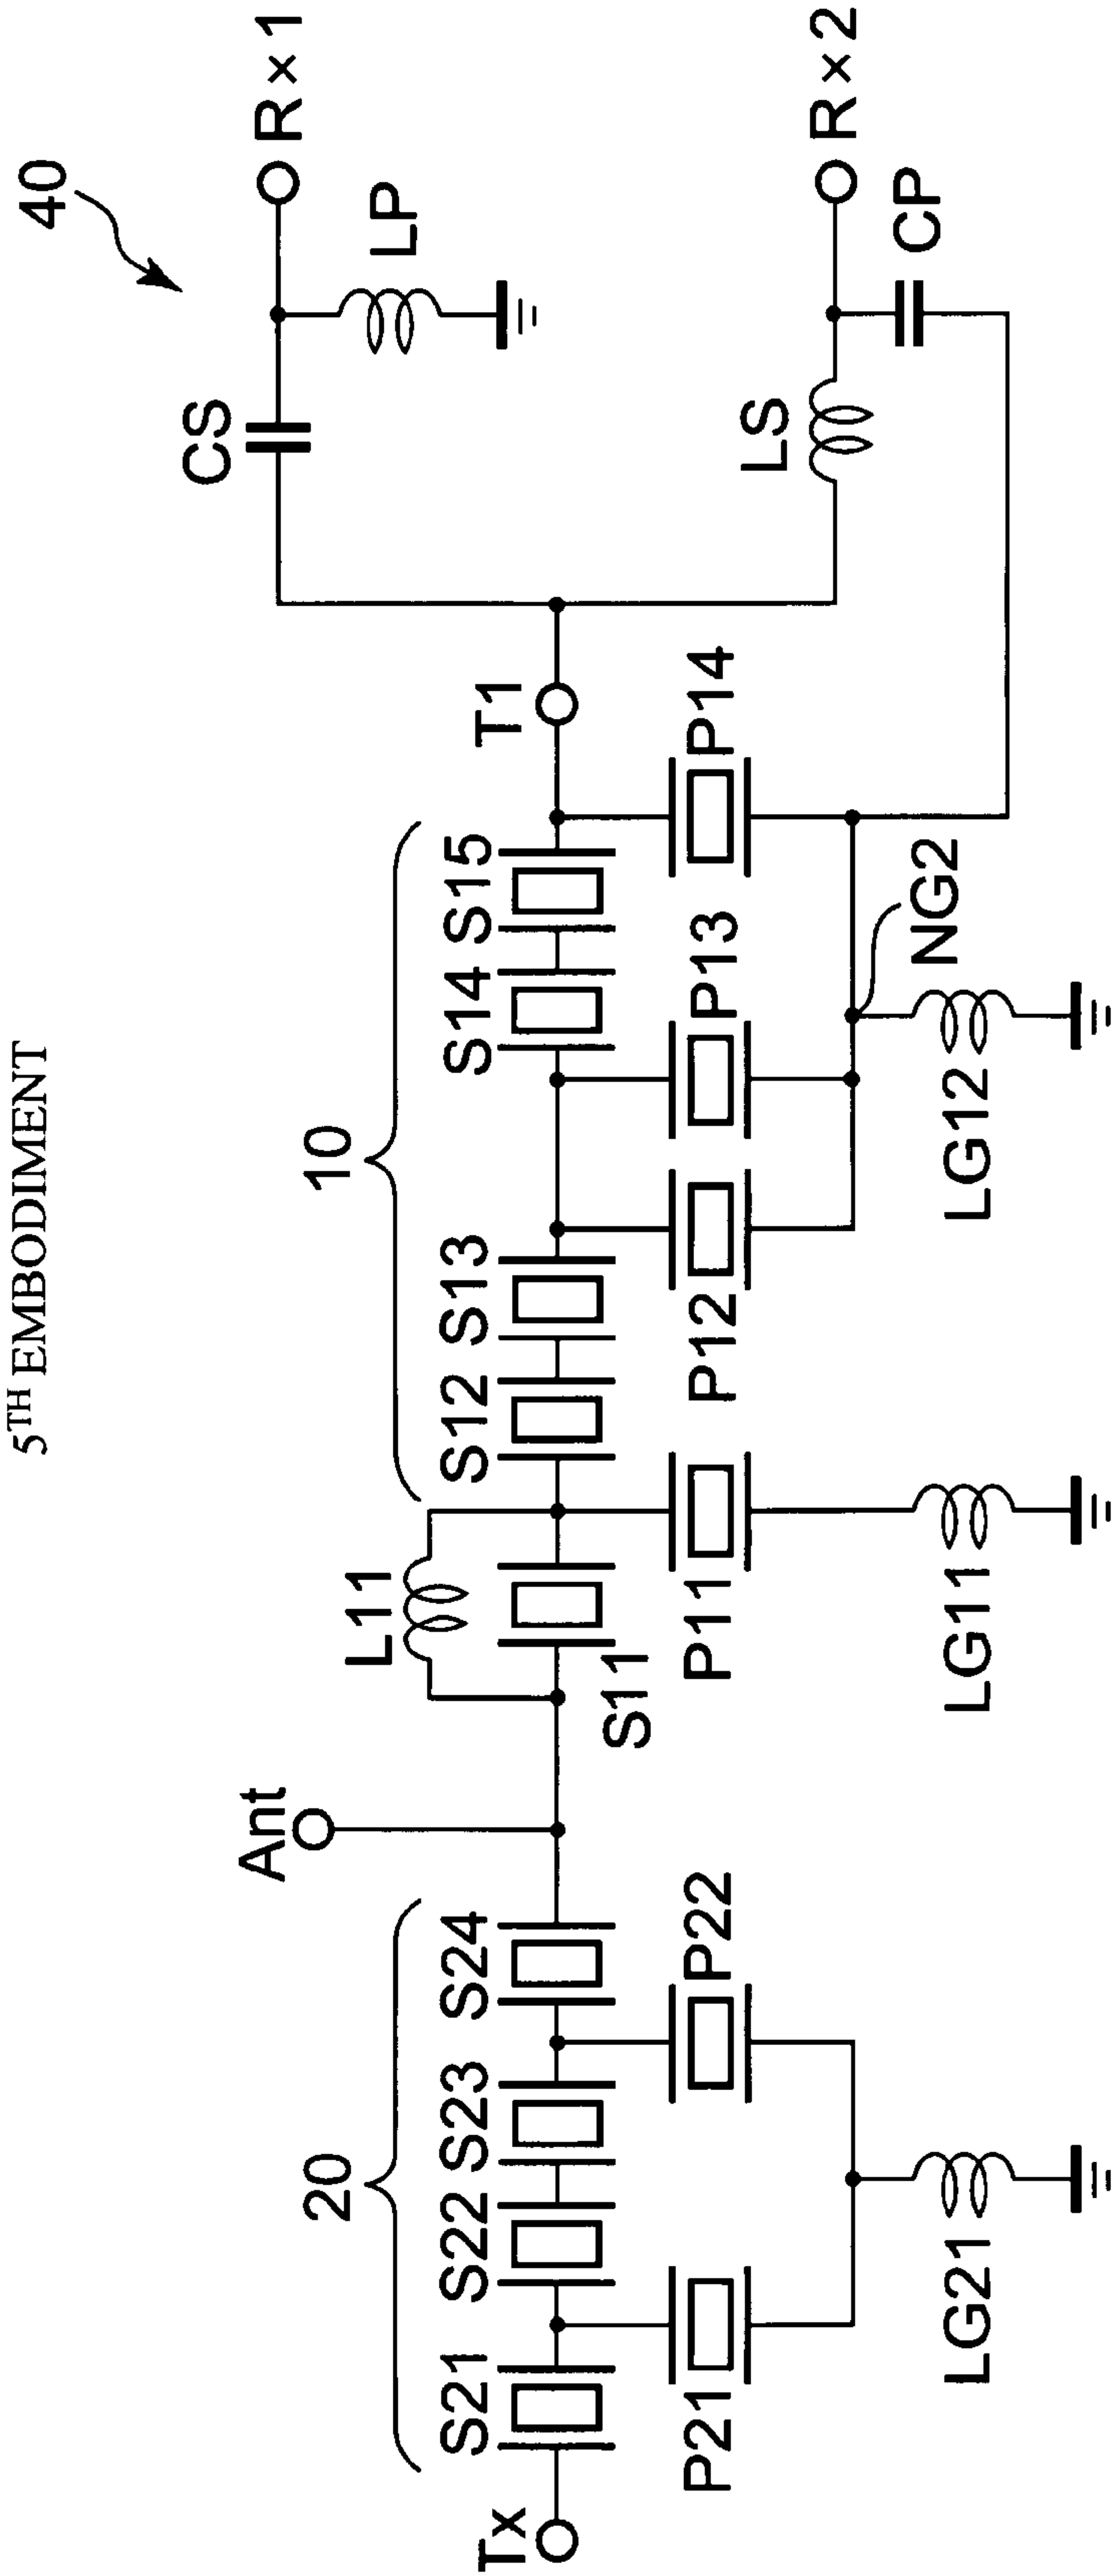 5TH EMBODIMENT
40
20
10
Ant
L11
CS
R×1
LP
Tx
S21
S22
S23
S24
S11
S12
S13
S14
S15
T1
LS
R×2
CP
P21
P22
P11
P12
P13
P14
NG2
LG21
LG11
LG12